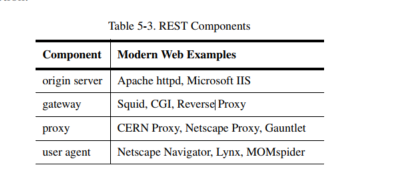 Table 5-3. REST Components
Component Modern Web Examples
origin server Apache httpd, Microsoft IIS
gateway Squid, CGI, Reverse Proxy
proxy CERN Proxy, Netscape Proxy, Gauntlet
user agent Netscape Navigator, Lynx, MOMspider